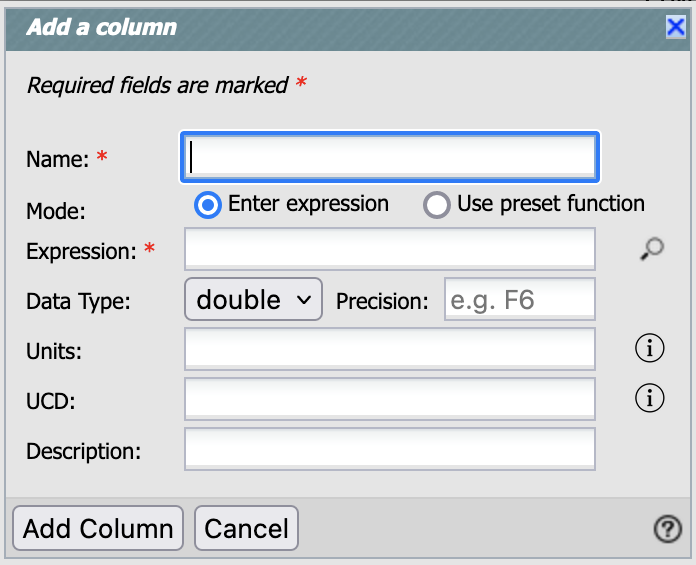 Add a column
Required fields are marked *
Name: *
Mode: Enter expression Use preset function
Expression: *
Data Type: double Precision: e.g. F6
Units:
UCD:
Description:
Add Column Cancel